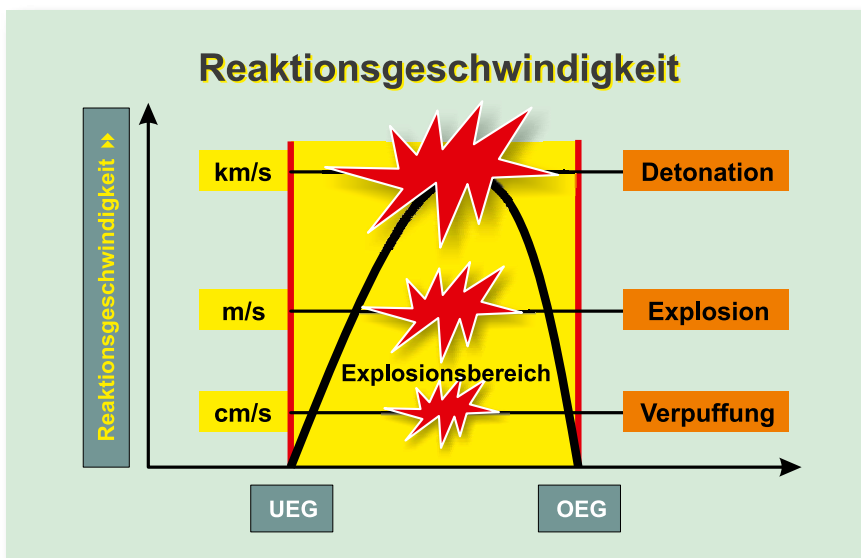 Reaktionsgeschwindigkeit
Reaktionsgeschwindigkeit
km/s
Detonation
m/s
Explosion
Explosionsbereich
cm/s
Verpuffung
UEG
OEG